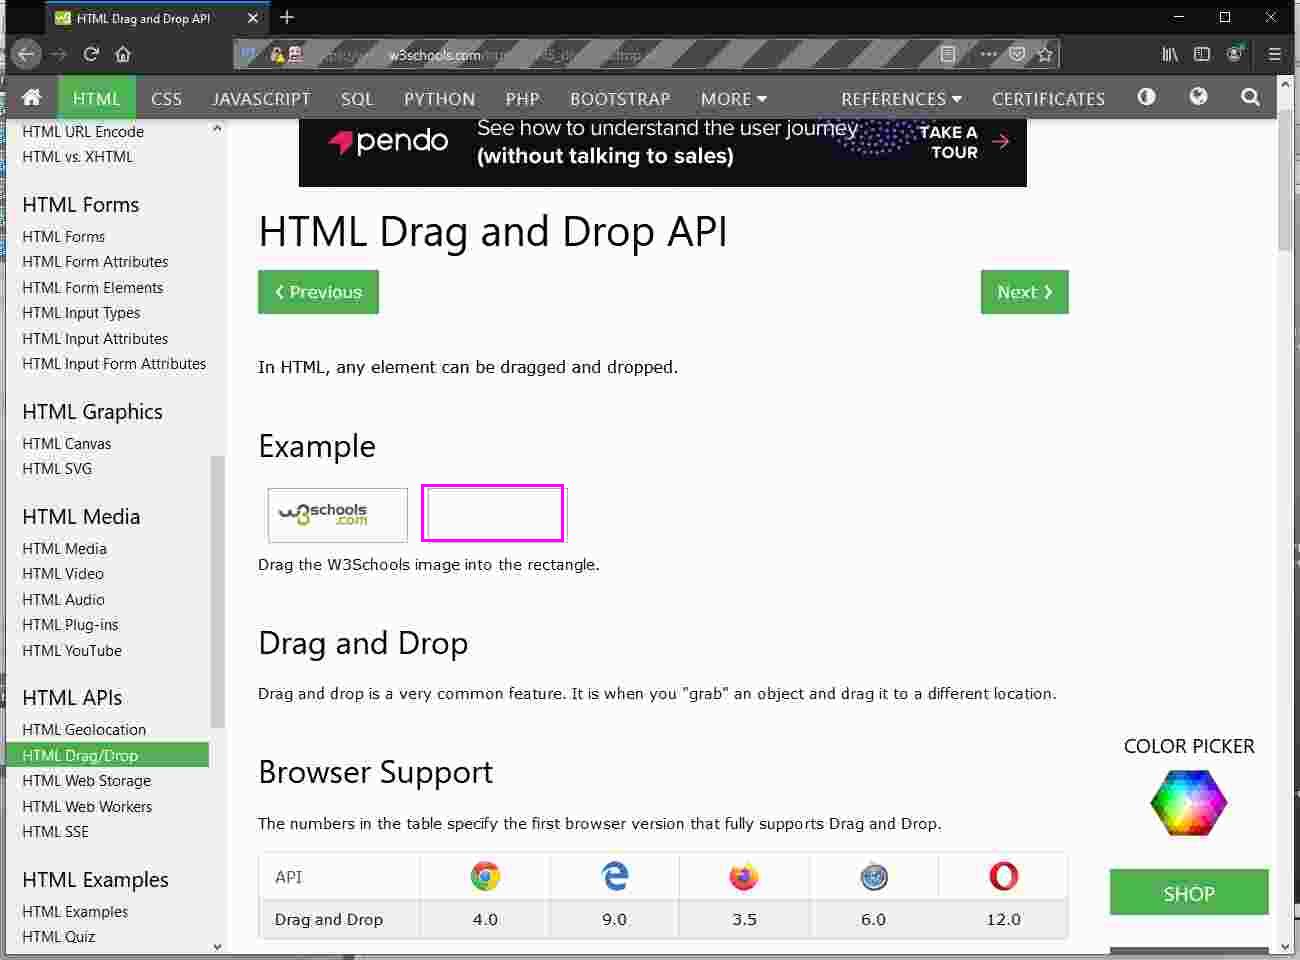 HTML Drag and Drop API
w3schools.com
HTML
CSS
JAVASCRIPT
SQL
PYTHON
PHP
BOOTSTRAP
MORE
REFERENCES
CERTIFICATES
HTML URL Encode
HTML vs. XHTML
HTML Forms
HTML Forms
HTML Form Attributes
HTML Form Elements
HTML Input Types
HTML Input Attributes
HTML Input Form Attributes
HTML Graphics
HTML Canvas
HTML SVG
HTML Media
HTML Media
HTML Video
HTML Audio
HTML Plug-ins
HTML YouTube
HTML APIs
HTML Geolocation
HTML Drag/Drop
HTML Web Storage
HTML Web Workers
HTML SSE
HTML Examples
HTML Examples
HTML Quiz
pendo
See how to understand the user journey
(without talking to sales)
TAKE A
TOUR
HTML Drag and Drop API
❮ Previous
Next ❯
In HTML, any element can be dragged and dropped.
Example
w3schools
.com
Drag the W3Schools image into the rectangle.
Drag and Drop
Drag and drop is a very common feature. It is when you "grab" an object and drag it to a different location.
Browser Support
The numbers in the table specify the first browser version that fully supports Drag and Drop.
API
Drag and Drop 4.0 9.0 3.5 6.0 12.0
COLOR PICKER
SHOP